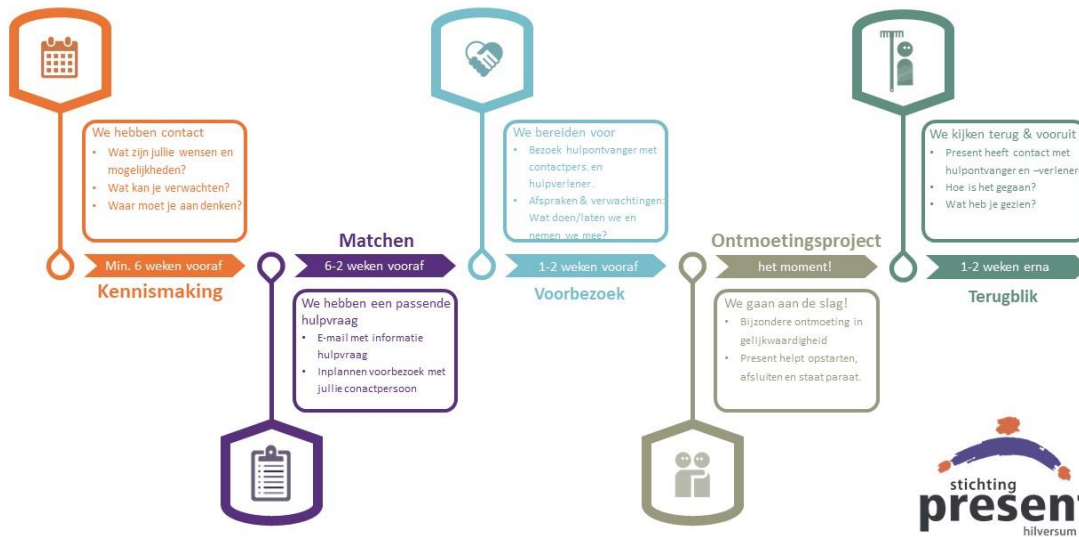 We hebben contact
• Wat zijn jullie wensen en
mogelijkheden?
• Wat kan je verwachten?
• Waar moet je aan denken?
Min. 6 weken vooraf
Kennismaking
Matchen
6-2 weken vooraf
We hebben een passende
hulpvraag
• E-mail met informatie
hulpvraag
• Inplannen voorbezoek met
jullie conactpersoon
We bereiden voor
• Bezoek hulpontvanger met
contactpers. en
hulpverlener.
• Afspraken & verwachtingen:
Wat doen/laten we en
nemen we mee?
1-2 weken vooraf
Voorbezoek
Ontmoetingsproject
het moment!
We gaan aan de slag!
• Bijzondere ontmoeting in
gelijkwaardigheid
• Present helpt opstarten,
afsluiten en staat paraat.
We kijken terug & vooruit
• Present heeft contact met
hulpontvanger en –verlener
• Hoe is het gegaan?
• Wat heb je gezien?
1-2 weken erna
Terugblik
stichting
present
hilversum